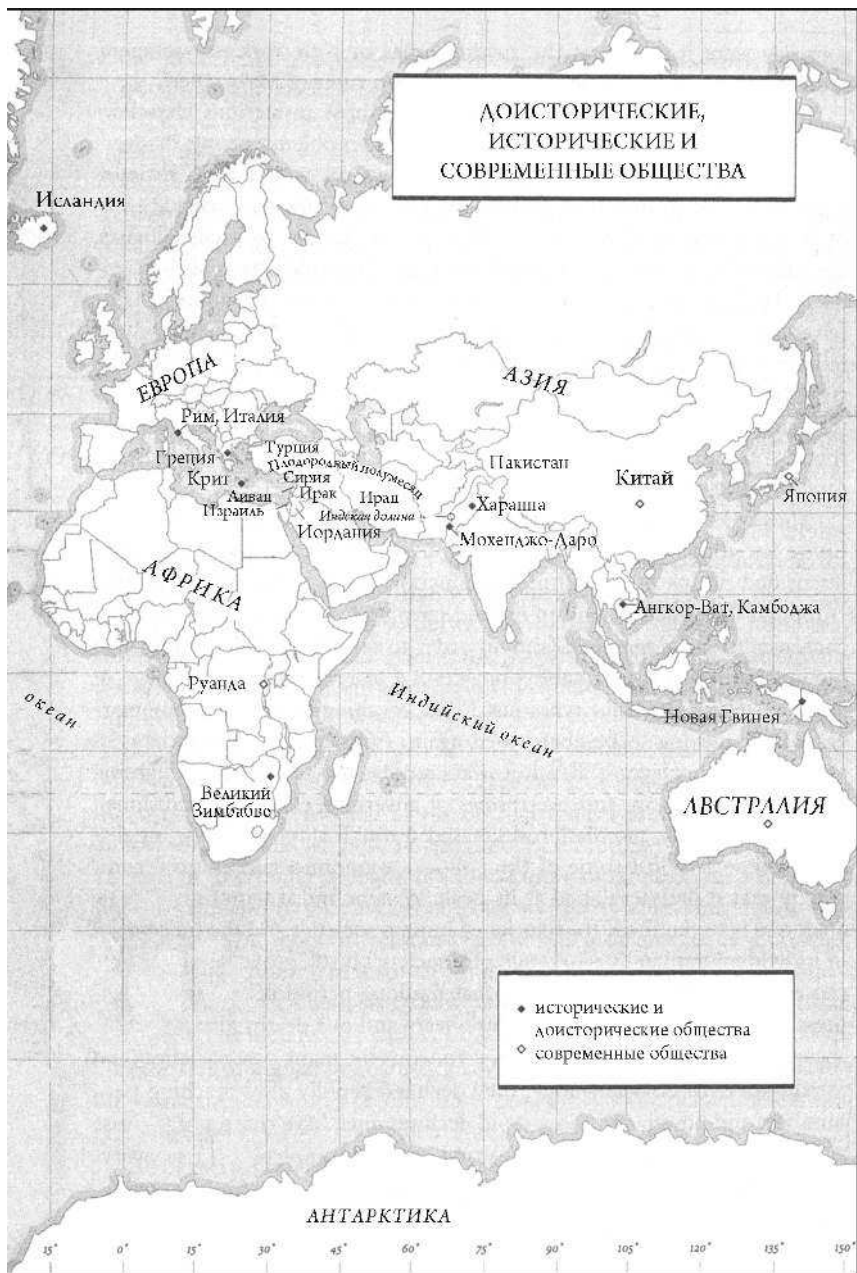 ДОИСТОРИЧЕСКИЕ,
ИСТОРИЧЕСКИЕ И
СОВРЕМЕННЫЕ ОБЩЕСТВА
Исландия
ЕВРОПА
АЗИЯ
Рим, Италия
Греция
Турция
Плодородный полумесяц
Крит
Сирия
Пакистан
Китай
Ливан
Ирак
Иран
Япония
Израиль
Индская долина
Хараппа
Иордания
Мохенджо-Даро
АФРИКА
Ангкор-Ват, Камбоджа
Руанда
океан
Индийский океан
Новая Гвинея
Великий
Зимбабве
АВСТРАЛИЯ
исторические и
доисторические общества
современные общества
АНТАРКТИКА
15° 0° 15° 30° 45° 60° 75° 90° 105° 120° 135° 150°